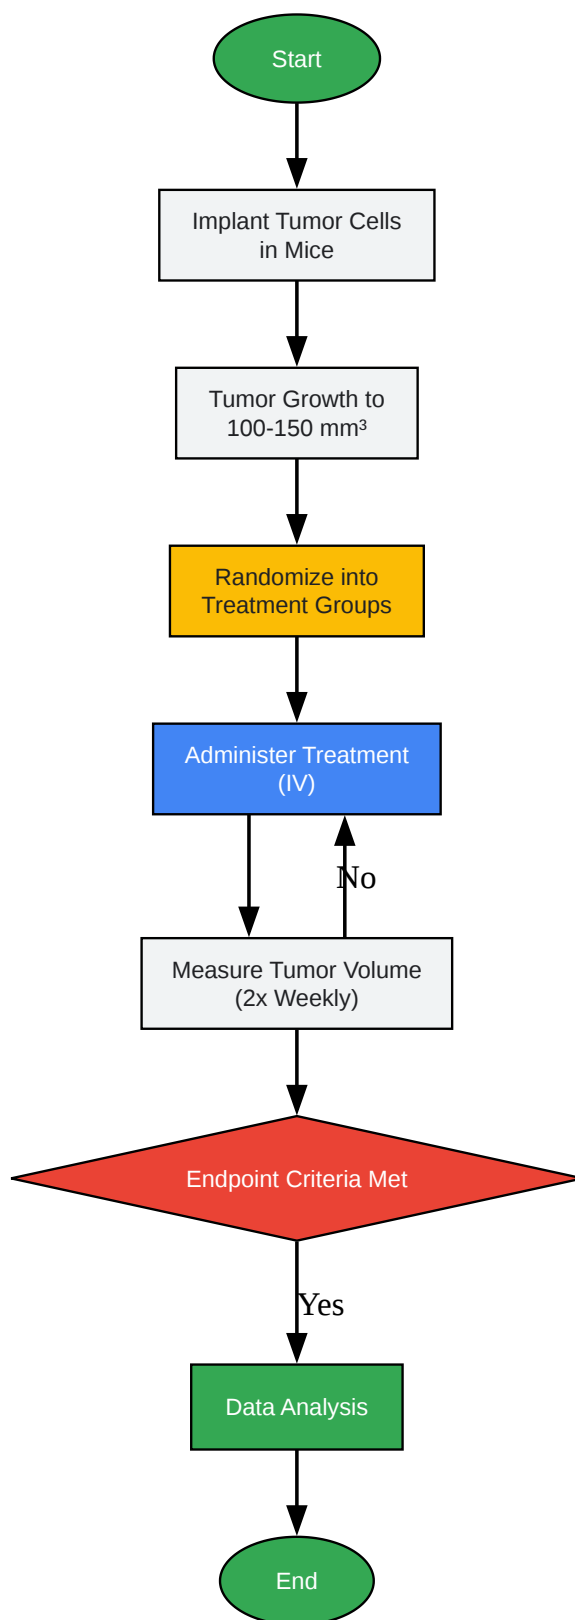 Start
Implant Tumor Cells
in Mice
Tumor Growth to
100-150 mm³
Randomize into
Treatment Groups
Administer Treatment
(IV)
No
Measure Tumor Volume
(2x Weekly)
Endpoint Criteria Met
Yes
Data Analysis
End